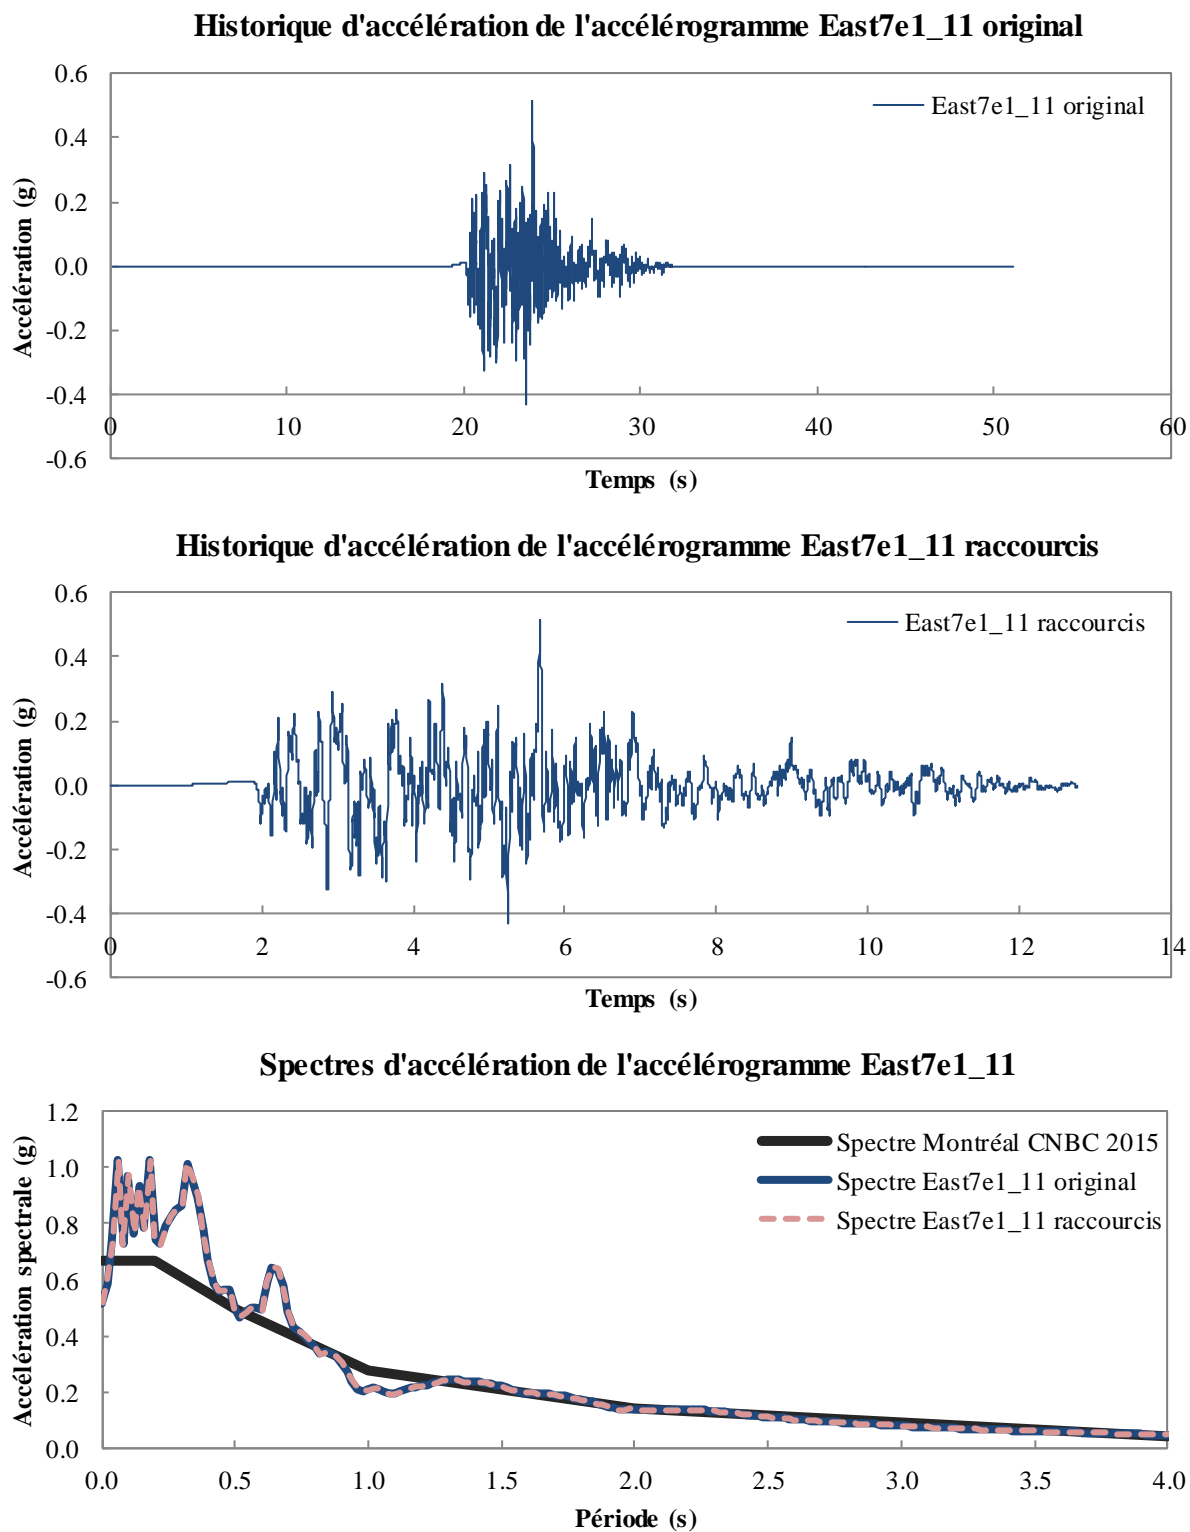 Historique d'accélération de l'accélérogramme East7e1_11 original
0.6
East7e1_11 original
0.4
0.2
0.0
-0.2
-0.4
0 10 20 30 40 50 60
-0.6
Accélération (g)
Temps (s)
Historique d'accélération de l'accélérogramme East7e1_11 raccourcis
0.6
East7e1_11 raccourcis
0.4
0.2
0.0
-0.2
-0.4
0 2 4 6 8 10 12 14
-0.6
Accélération (g)
Temps (s)
Spectres d'accélération de l'accélérogramme East7e1_11
1.2
Spectre Montréal CNBC 2015
1.0
Spectre East7e1_11 original
0.8
Spectre East7e1_11 raccourcis
0.6
0.4
0.2
0.0
Accélération spectrale (g)
0.0 0.5 1.0 1.5 2.0 2.5 3.0 3.5 4.0
Période (s)